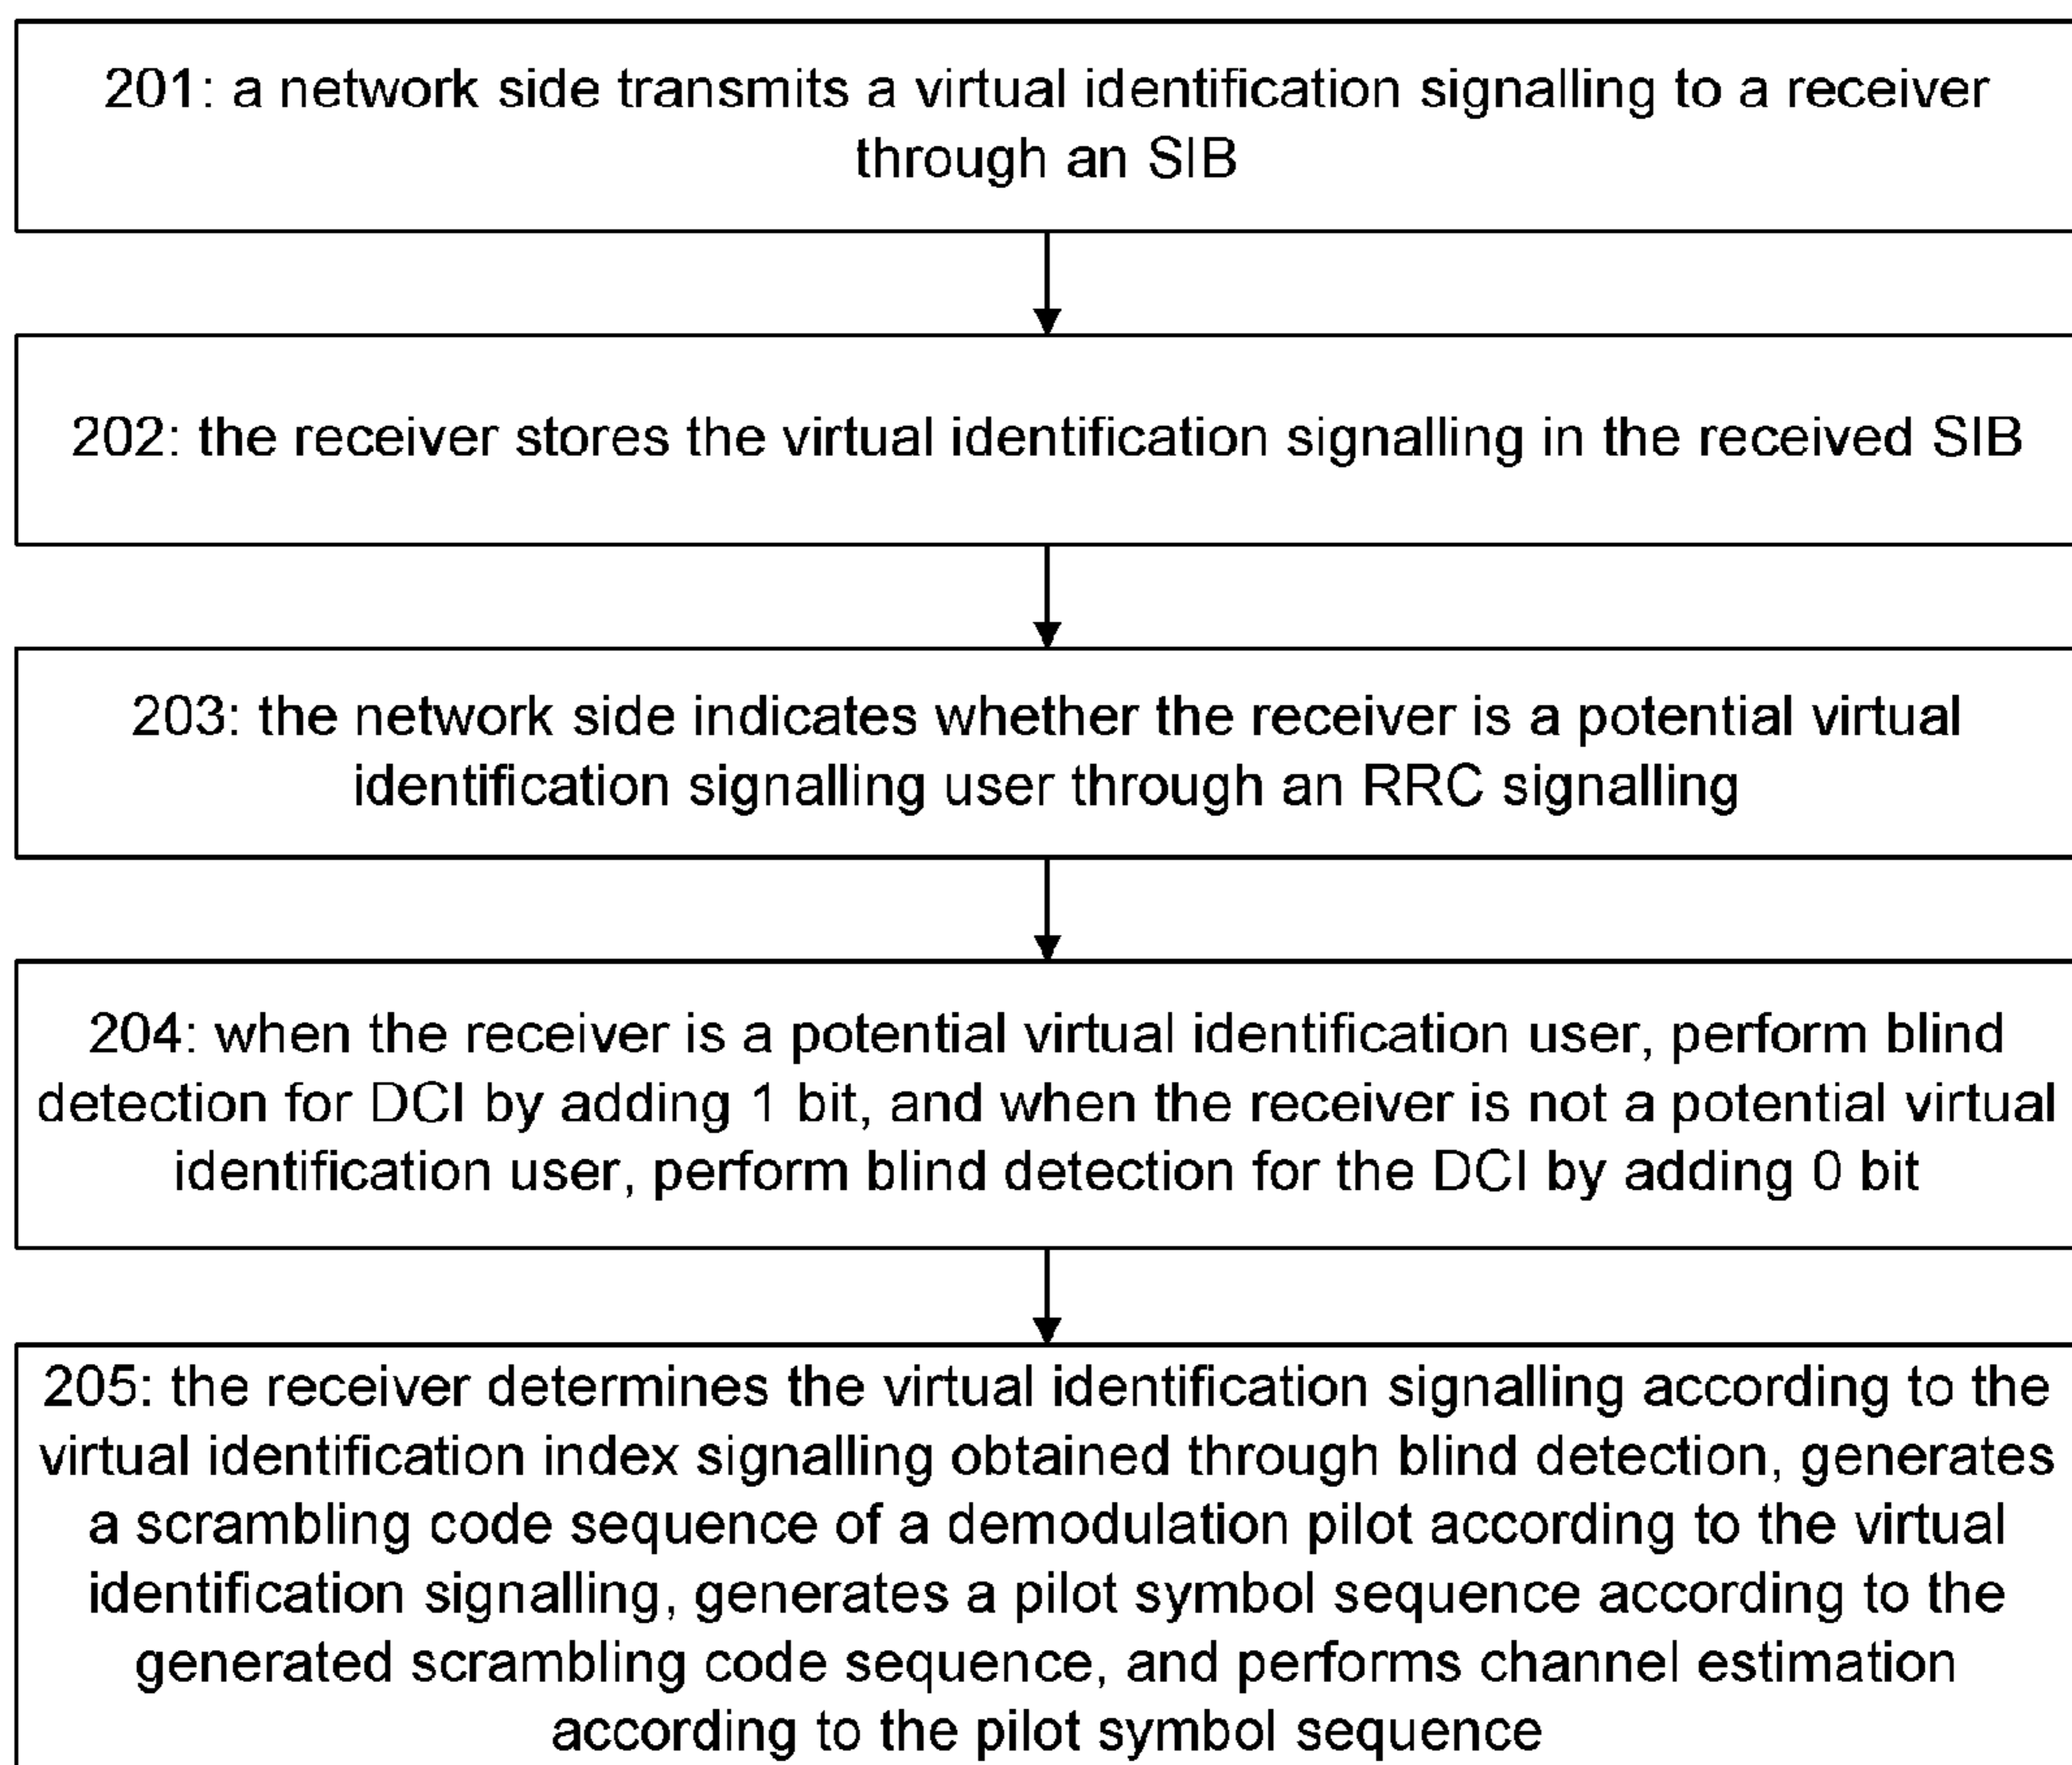 201: a network side transmits a virtual identification signalling to a receiver
through an SIB
202: the receiver stores the virtual identification signalling in the received SIB
203: the network side indicates whether the receiver is a potential virtual
identification signalling user through an RRC signalling
204: when the receiver is a potential virtual identification user, perform blind
detection for DCI by adding 1 bit, and when the receiver is not a potential virtual
identification user, perform blind detection for the DCI by adding 0 bit
205: the receiver determines the virtual identification signalling according to the
virtual identification index signalling obtained through blind detection, generates
a scrambling code sequence of a demodulation pilot according to the virtual
identification signalling, generates a pilot symbol sequence according to the
generated scrambling code sequence, and performs channel estimation
according to the pilot symbol sequence